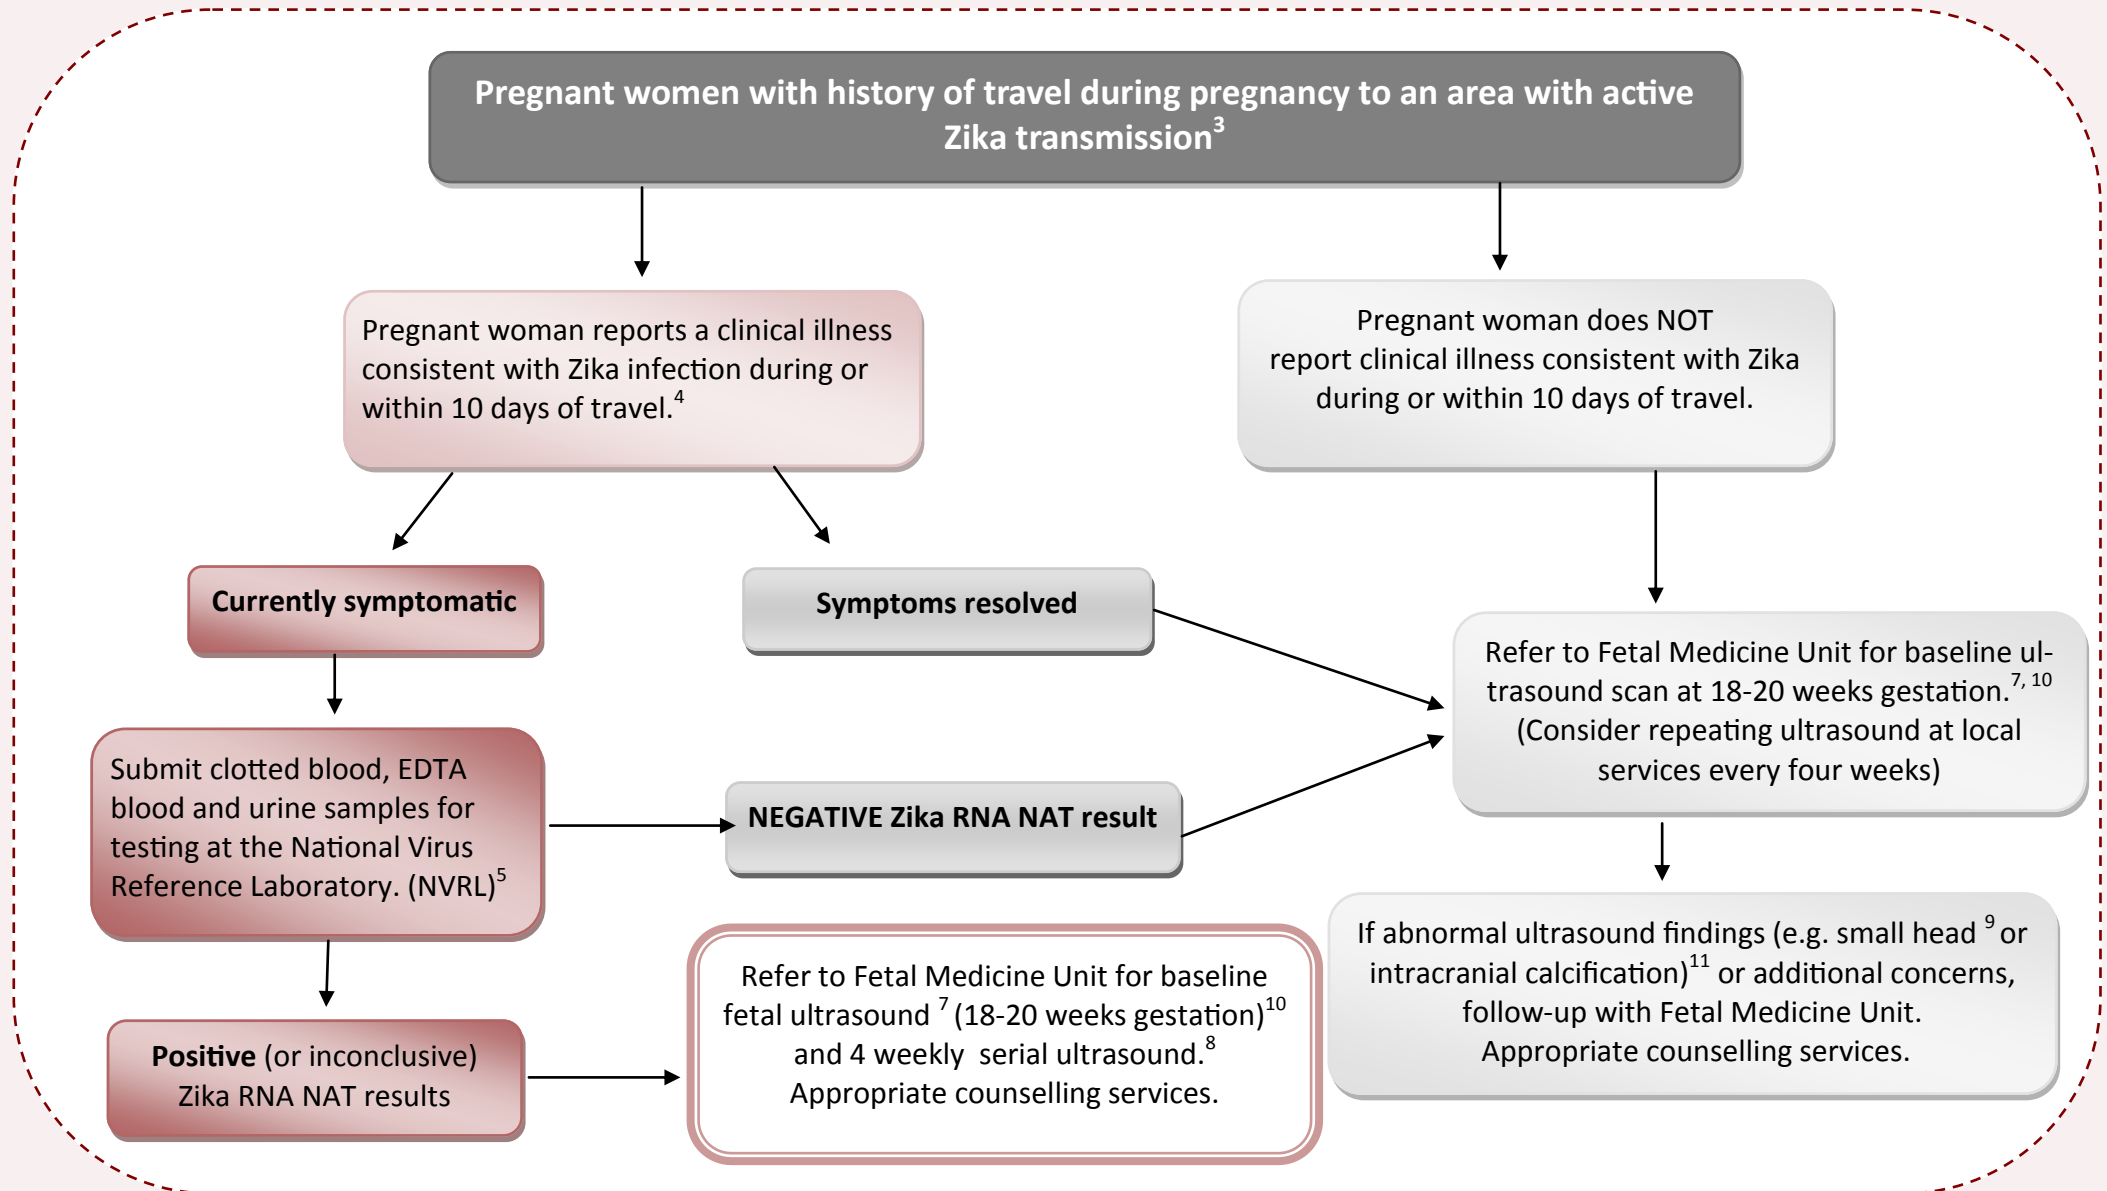 Pregnant women with history of travel during pregnancy to an area with active
Zika transmission3
Pregnant woman reports a clinical illness
consistent with Zika infection during or
within 10 days of travel.4
Pregnant woman does NOT
report clinical illness consistent with Zika
during or within 10 days of travel.
Currently symptomatic
Symptoms resolved
Refer to Fetal Medicine Unit for baseline ul-
trasound scan at 18-20 weeks gestation.7, 10
(Consider repeating ultrasound at local
services every four weeks)
Submit clotted blood, EDTA
blood and urine samples for
testing at the National Virus
Reference Laboratory. (NVRL)5
NEGATIVE Zika RNA NAT result
If abnormal ultrasound findings (e.g. small head 9 or
intracranial calcification)11 or additional concerns,
follow-up with Fetal Medicine Unit.
Appropriate counselling services.
Positive (or inconclusive)
Zika RNA NAT results
Refer to Fetal Medicine Unit for baseline
fetal ultrasound 7 (18-20 weeks gestation)10
and 4 weekly  serial ultrasound.8
Appropriate counselling services.